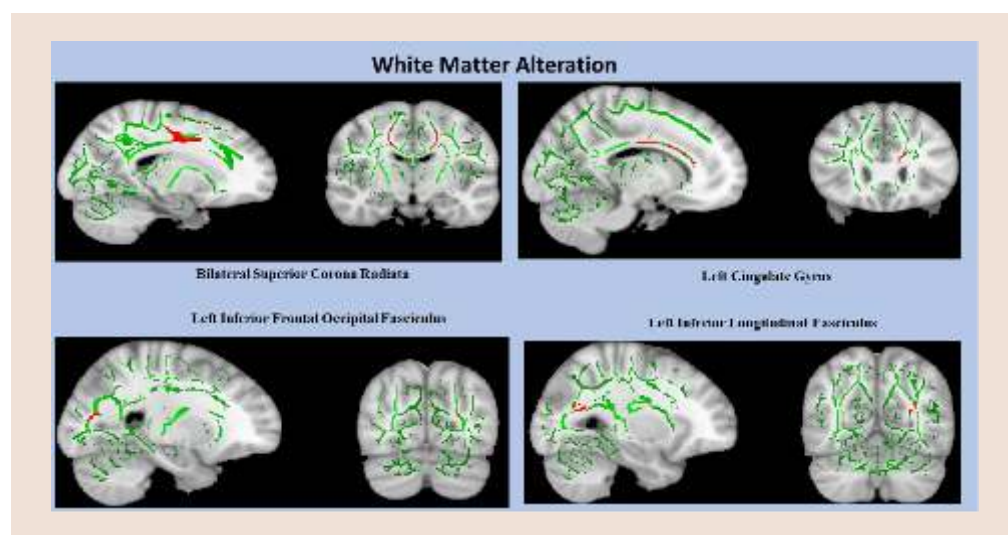 White Matter Alteration
Bilateral Superior Corona Radiata
Left Cingulate Gyrus
Left Inferior Frontal Occipital Fasciculus
Left Inferior Longitudinal Fasciculus